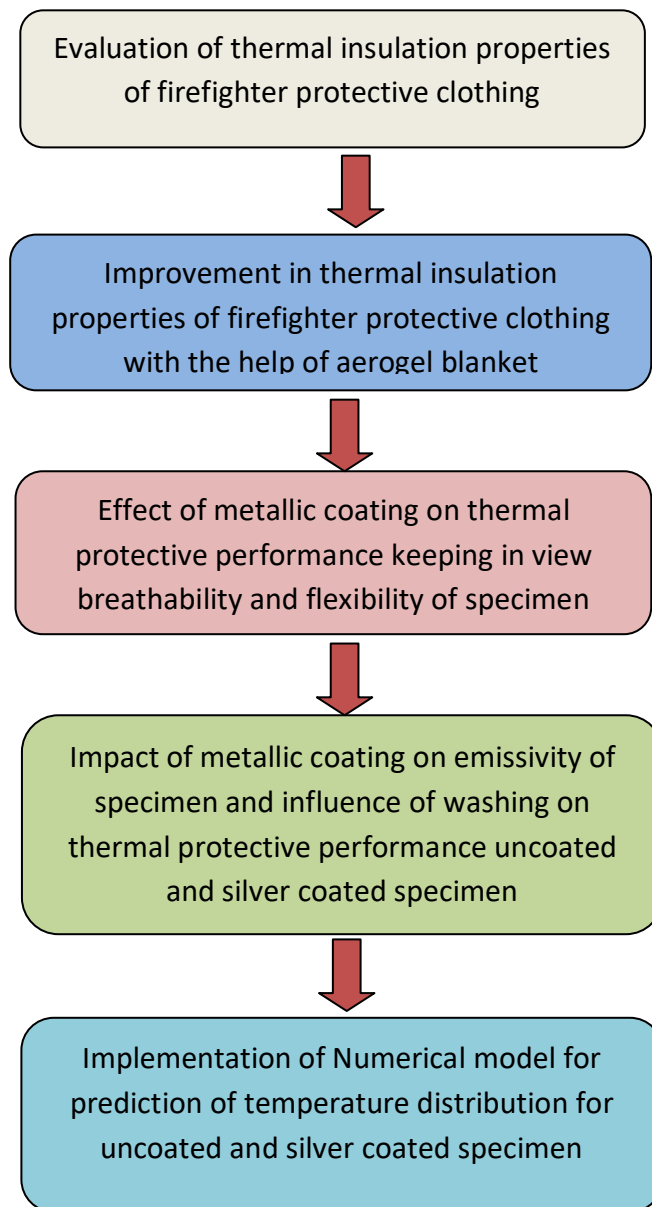 Evaluation of thermal insulation properties
of firefighter protective clothing
Improvement in thermal insulation
properties of firefighter protective clothing
with the help of aerogel blanket
Effect of metallic coating on thermal
protective performance keeping in view
breathability and flexibility of specimen
Impact of metallic coating on emissivity of
specimen and influence of washing on
thermal protective performance uncoated
and silver coated specimen
Implementation of Numerical model for
prediction of temperature distribution for
uncoated and silver coated specimen